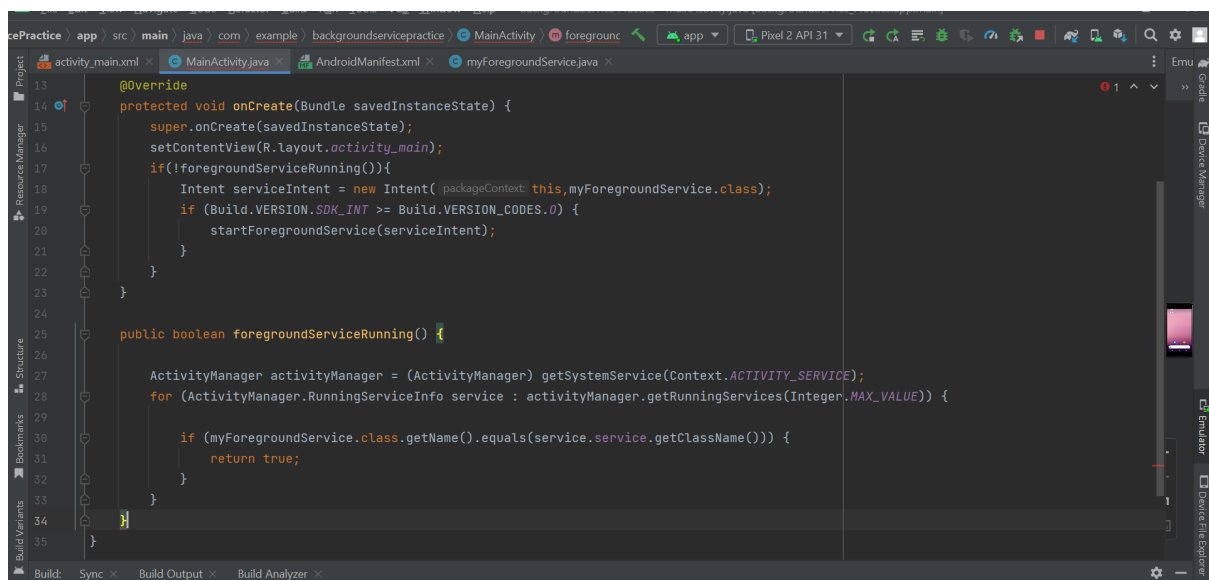 cePractice 〉 app 〉 src 〉 main 〉 java 〉 com 〉 example 〉 backgroundservicepractice 〉 MainActivity 〉 foregrounc app Pixel 2 API 31
Project activity_main.xml MainActivity.java AndroidManifest.xml myForegroundService.java Emu
13 @Override 1
14 protected void onCreate(Bundle savedInstanceState) {
15 super.onCreate(savedInstanceState);
16 setContentView(R.layout.activity_main);
17 if(!foregroundServiceRunning()){
18 Intent serviceIntent = new Intent( packageContext: this,myForegroundService.class);
19 if (Build.VERSION.SDK_INT >= Build.VERSION_CODES.O) {
20 startForegroundService(serviceIntent);
21 }
22 }
23 }
24
25 public boolean foregroundServiceRunning() {
26
27 ActivityManager activityManager = (ActivityManager) getSystemService(Context.ACTIVITY_SERVICE);
28 for (ActivityManager.RunningServiceInfo service : activityManager.getRunningServices(Integer.MAX_VALUE)) {
29
30 if (myForegroundService.class.getName().equals(service.service.getClassName())) {
31 return true;
32 }
33 }
34 }
35 }
Resource Manager
Structure
Bookmarks
Build Variants
Gradle
Device Manager
Emulator
Device File Explorer
Build: Sync Build Output Build Analyzer